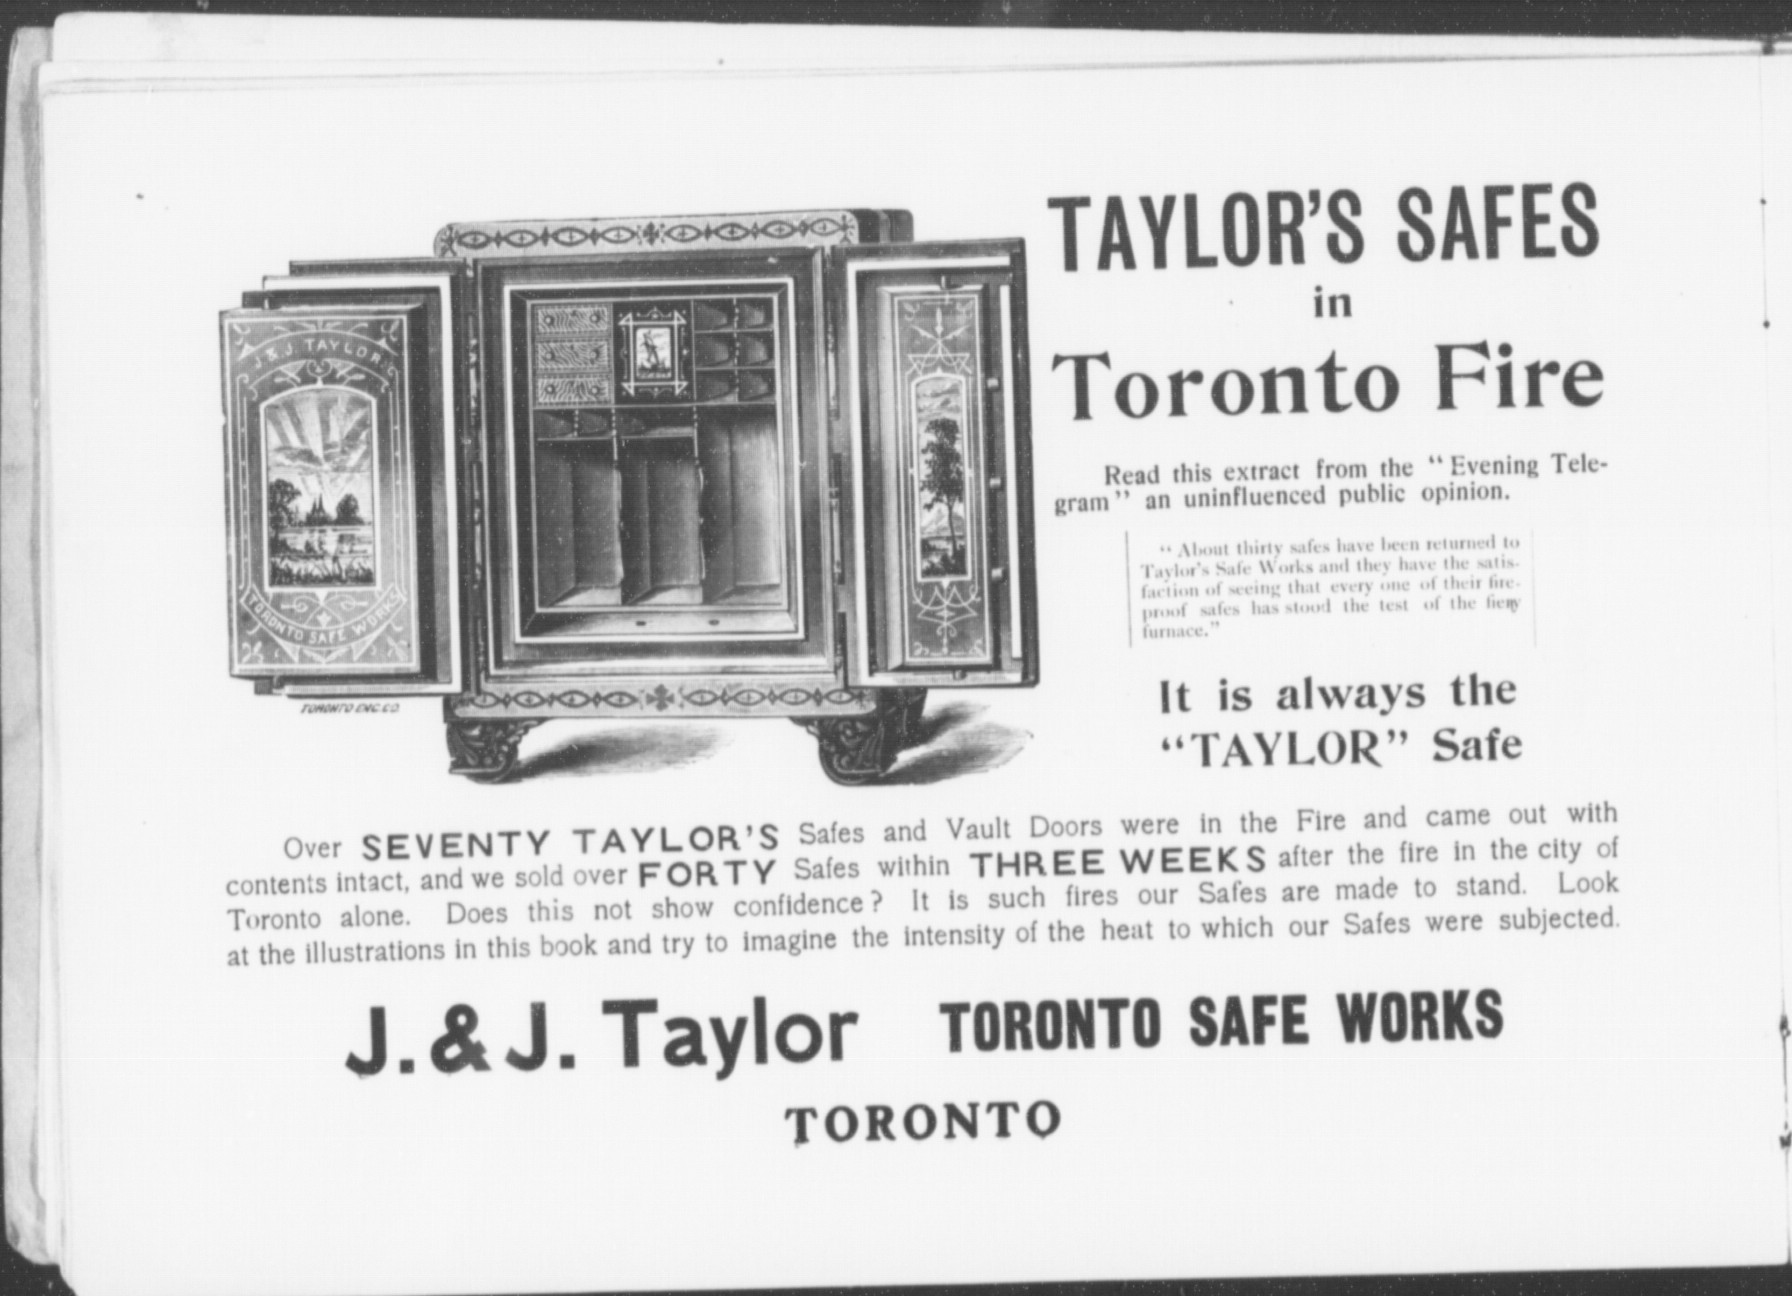 TAYLOR'S SAFES
in
Toronto Fire
Read this extract from the "Evening Tele-
gram" an uninfluenced public opinion.
"About thirty safes have been returned to
Taylor's Safe Works and they have the satis-
faction of seeing that every one of their fire-
proof safes has stood the test of the fiery
furnace."
It is always the
"TAYLOR" Safe
J. & J. TAYLOR
TORONTO SAFE WORKS
TORONTO ENG. CO.
Over SEVENTY TAYLOR'S Safes and Vault Doors were in the Fire and came out with
contents intact, and we sold over FORTY Safes within THREE WEEKS after the fire in the city of
Toronto alone. Does this not show confidence? It is such fires our Safes are made to stand. Look
at the illustrations in this book and try to imagine the intensity of the heat to which our Safes were subjected.
J. & J. Taylor TORONTO SAFE WORKS
TORONTO